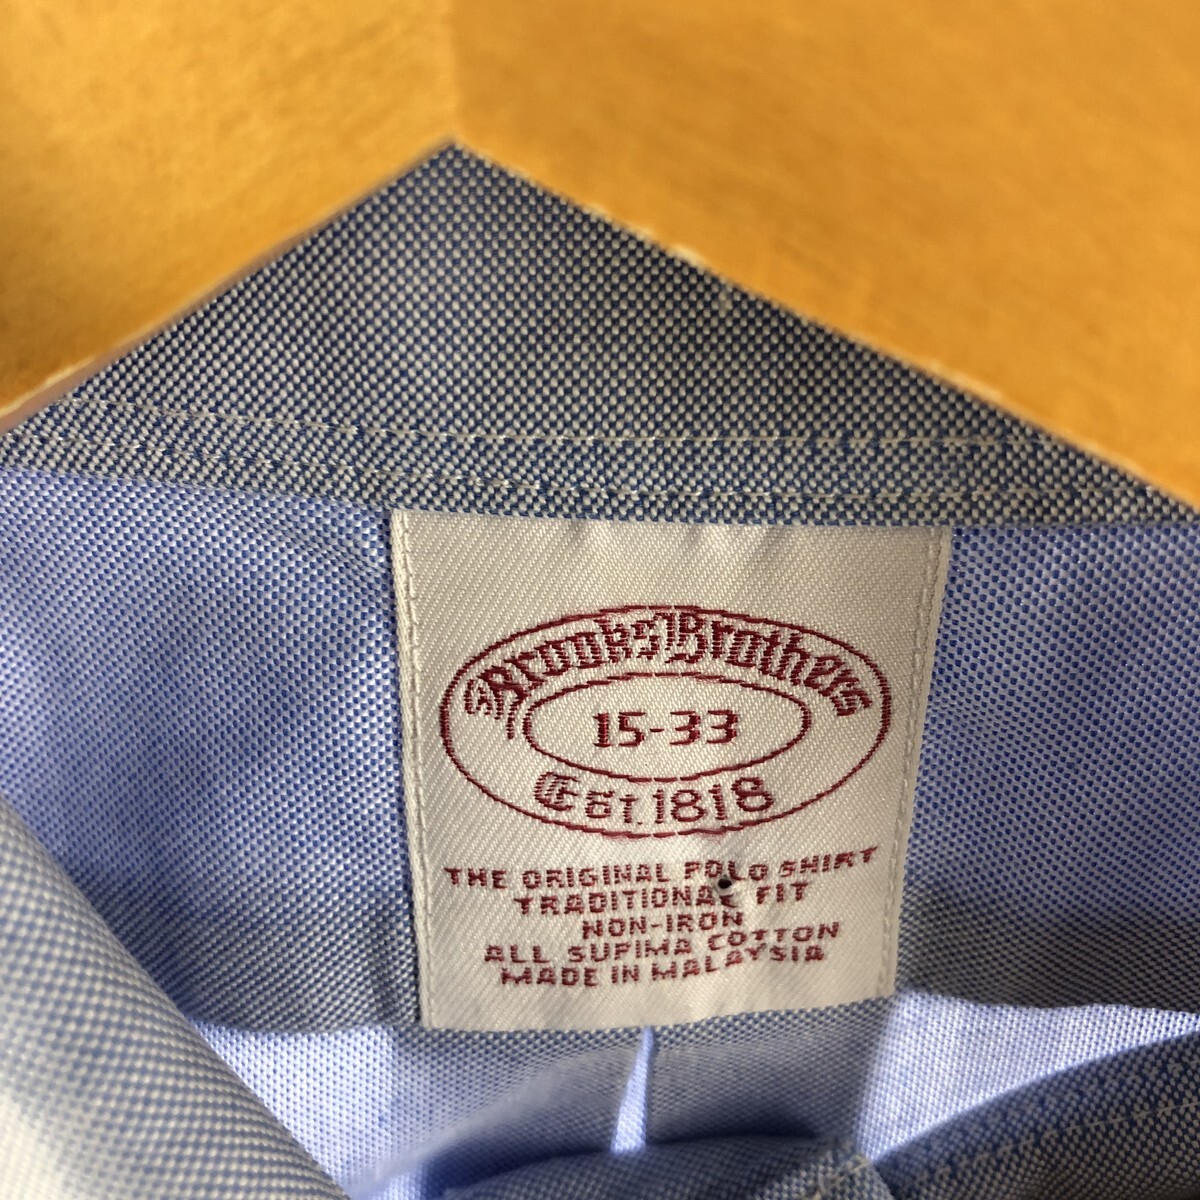 Brooks Brothers
15-33
Est. 1818
THE ORIGINAL POLO SHIRT
TRADITIONAL FIT
NON-IRON
ALL SUPIMA COTTON
MADE IN MALAYSIA